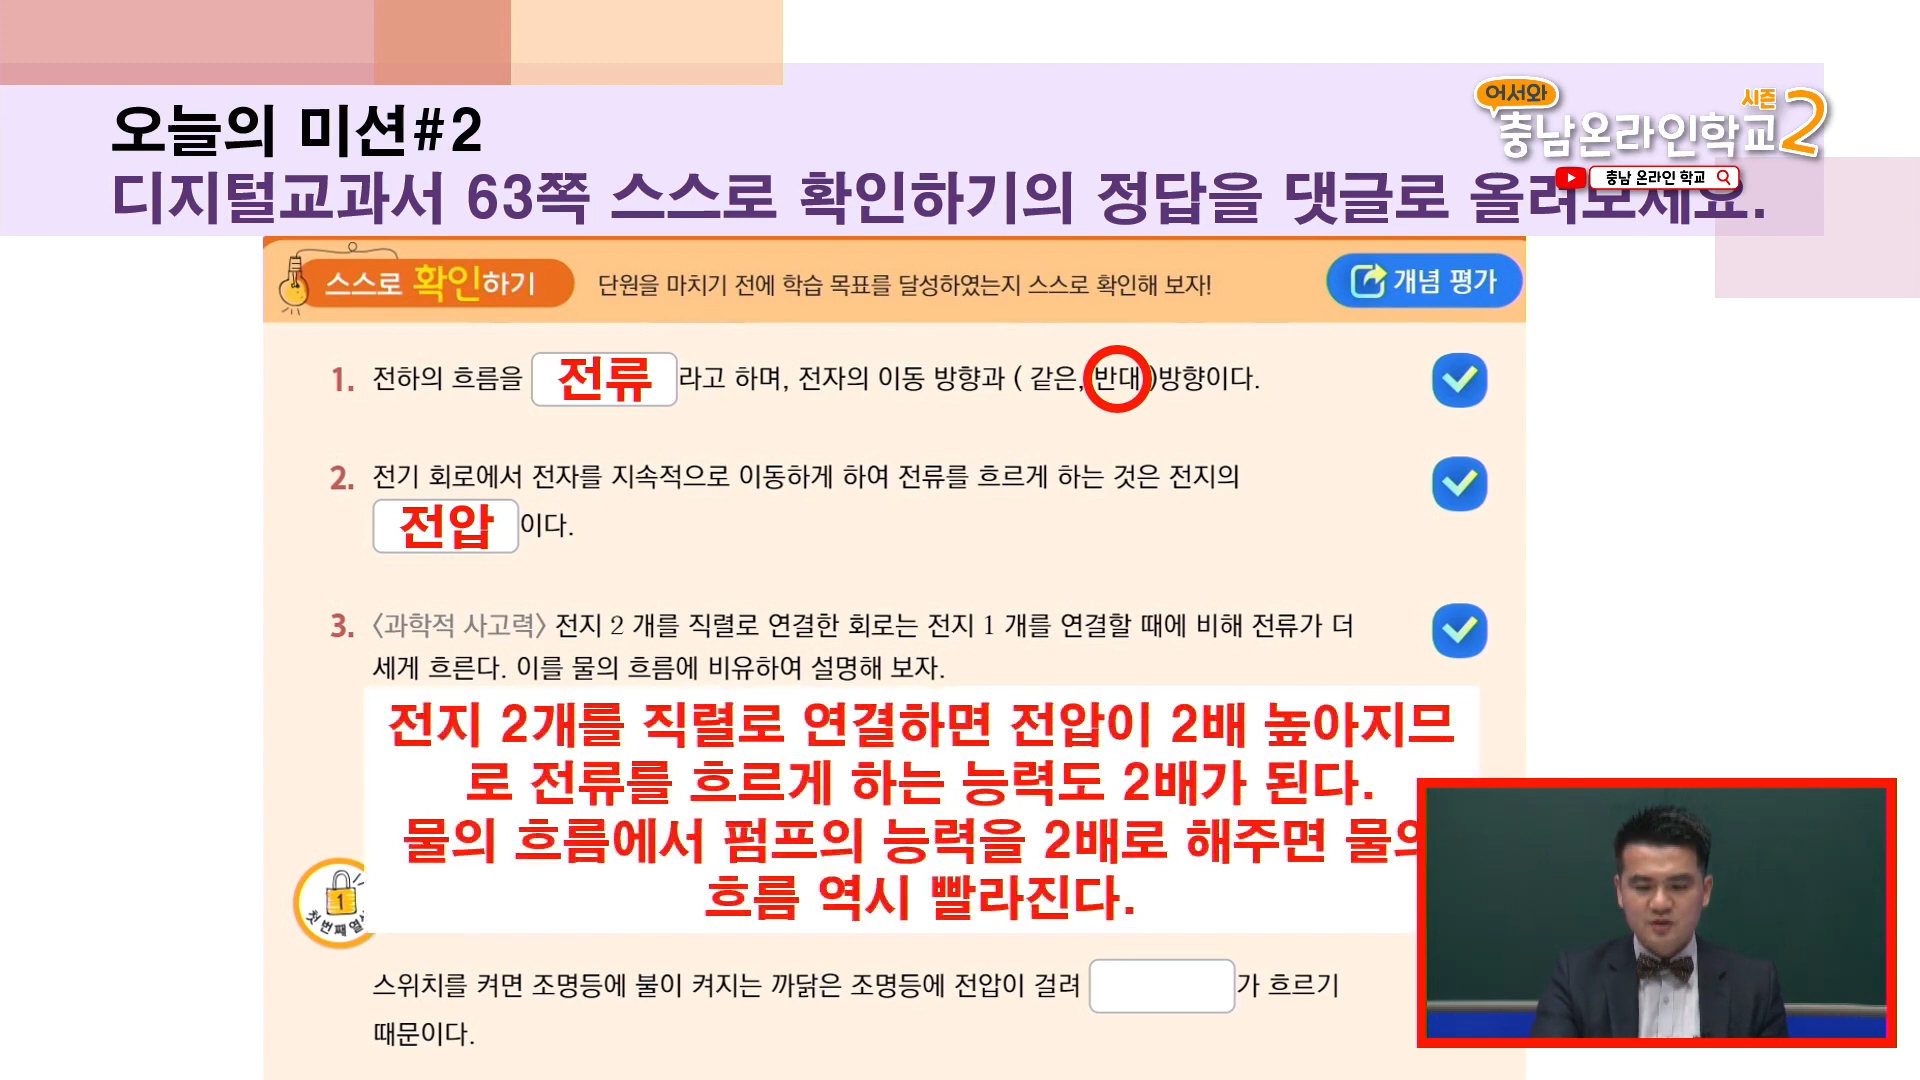 오늘의 미션#2
어서와
시즌
충남온라인학교2
충남 온라인 학교
디지털교과서 63쪽 스스로 확인하기의 정답을 댓글로 올려보세요.
스스로 확인하기
단원을 마치기 전에 학습 목표를 달성하였는지 스스로 확인해 보자!
개념 평가
1. 전하의 흐름을 전류 라고 하며, 전자의 이동 방향과 ( 같은, 반대 )방향이다.
2. 전기 회로에서 전자를 지속적으로 이동하게 하여 전류를 흐르게 하는 것은 전지의
전압 이다.
3. <과학적 사고력> 전지 2 개를 직렬로 연결한 회로는 전지 1 개를 연결할 때에 비해 전류가 더
세게 흐른다. 이를 물의 흐름에 비유하여 설명해 보자.
전지 2개를 직렬로 연결하면 전압이 2배 높아지므
로 전류를 흐르게 하는 능력도 2배가 된다.
물의 흐름에서 펌프의 능력을 2배로 해주면 물의
흐름 역시 빨라진다.
1
첫 번째 열
스위치를 켜면 조명등에 불이 켜지는 까닭은 조명등에 전압이 걸려 가 흐르기
때문이다.